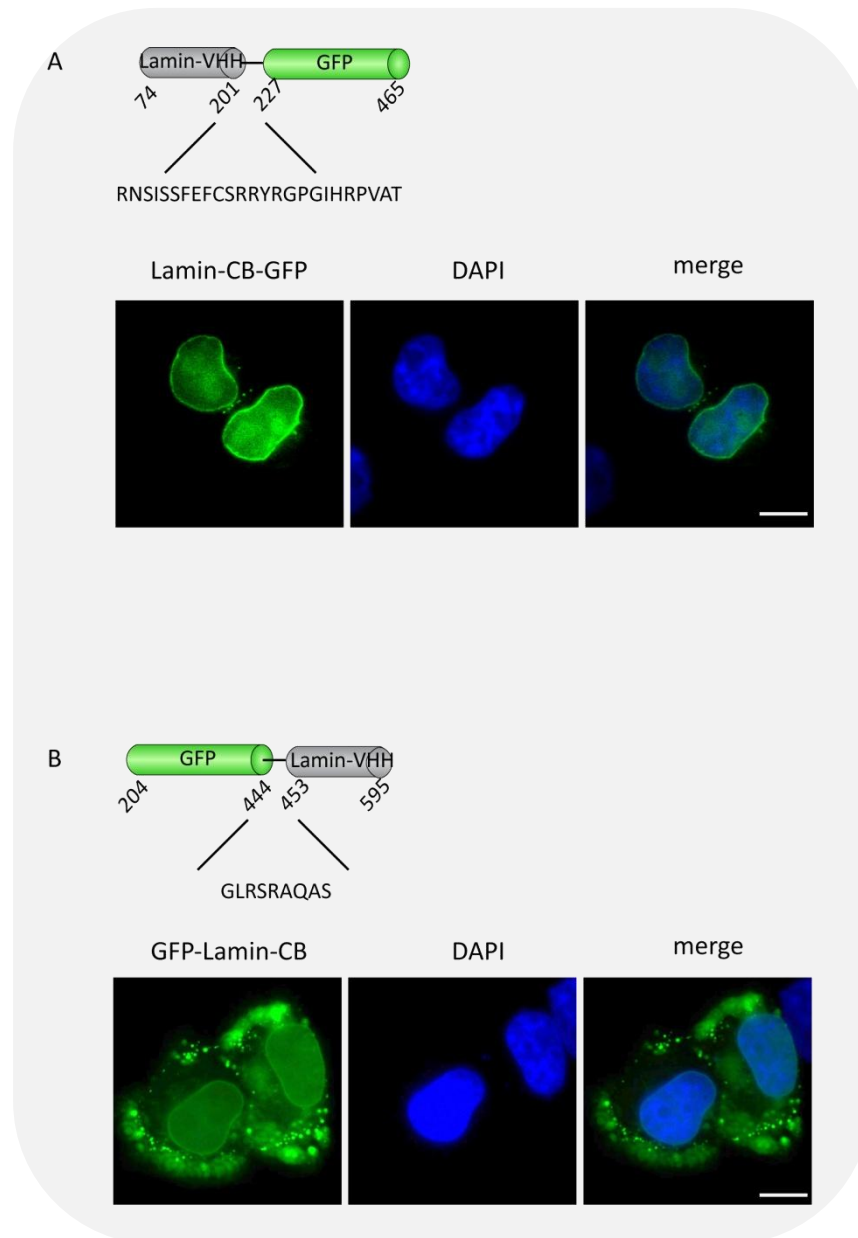 A
Lamin-VHH GFP
74 201 227 465
RNSISSFEFCSRRYRGPGIHRPVAT
Lamin-CB-GFP DAPI merge
B
GFP Lamin-VHH
204 444 453 595
GLRSRAQAS
GFP-Lamin-CB DAPI merge